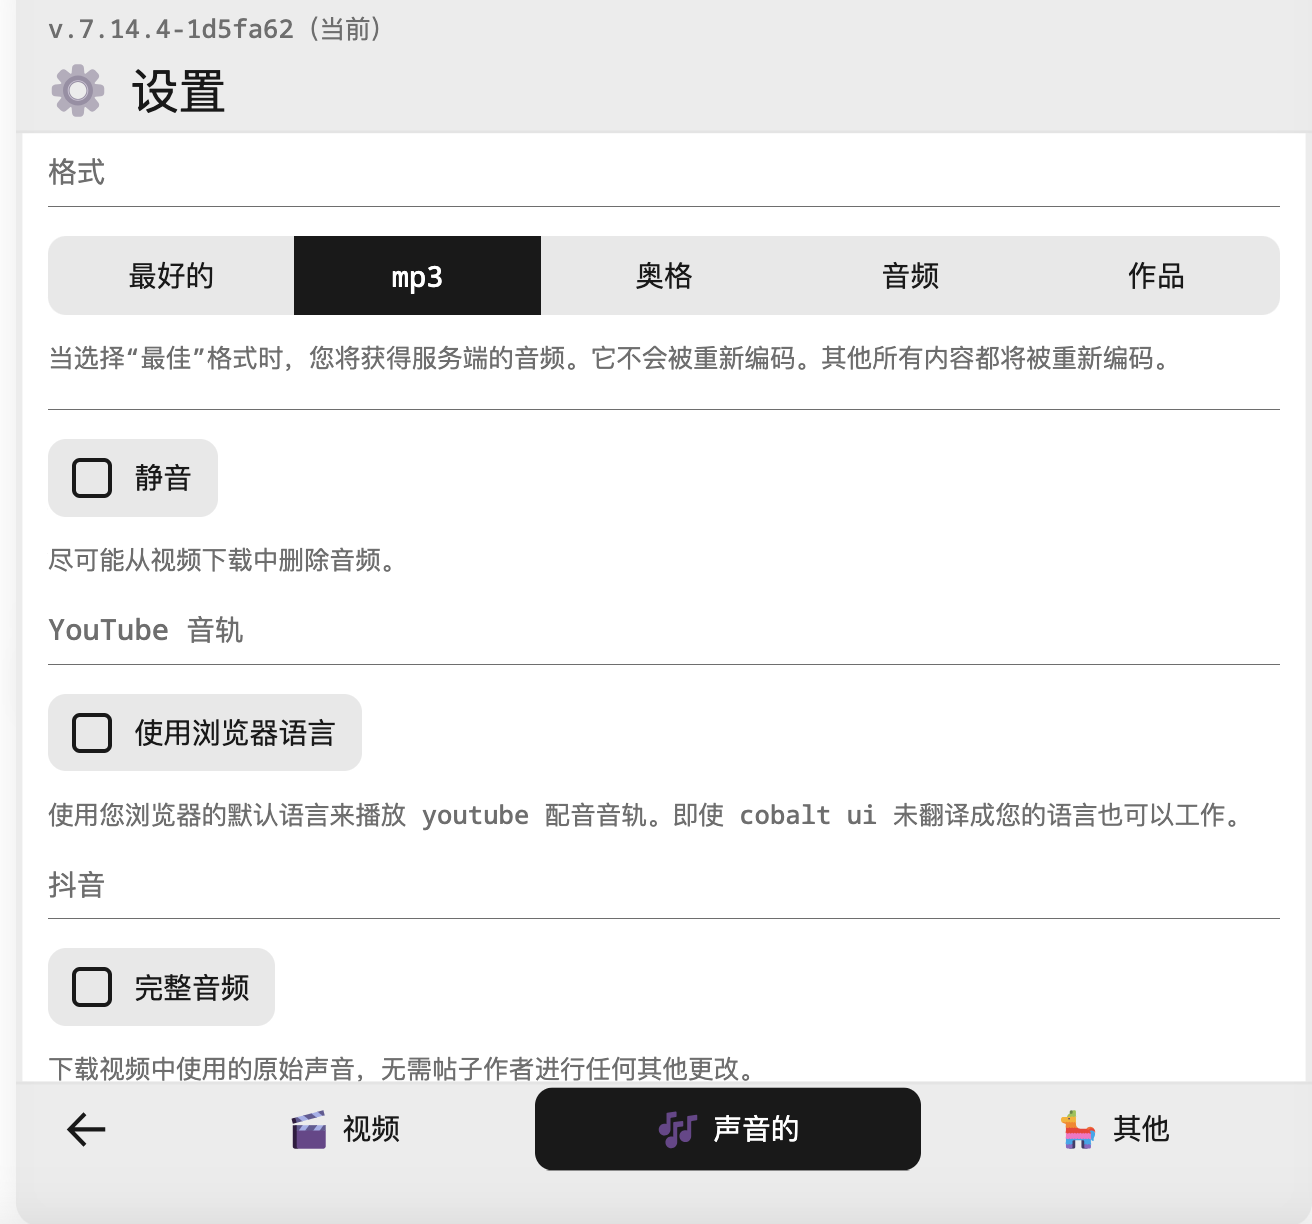 v.7.14.4-1d5fa62（当前）
设置
格式
最好的 mp3 奥格 音频 作品
当选择“最佳”格式时，您将获得服务端的音频。它不会被重新编码。其他所有内容都将被重新编码。
静音
尽可能从视频下载中删除音频。
YouTube 音轨
使用浏览器语言
使用您浏览器的默认语言来播放 youtube 配音音轨。即使 cobalt ui 未翻译成您的语言也可以工作。
抖音
完整音频
下载视频中使用的原始声音，无需帖子作者进行任何其他更改。
视频 声音的 其他